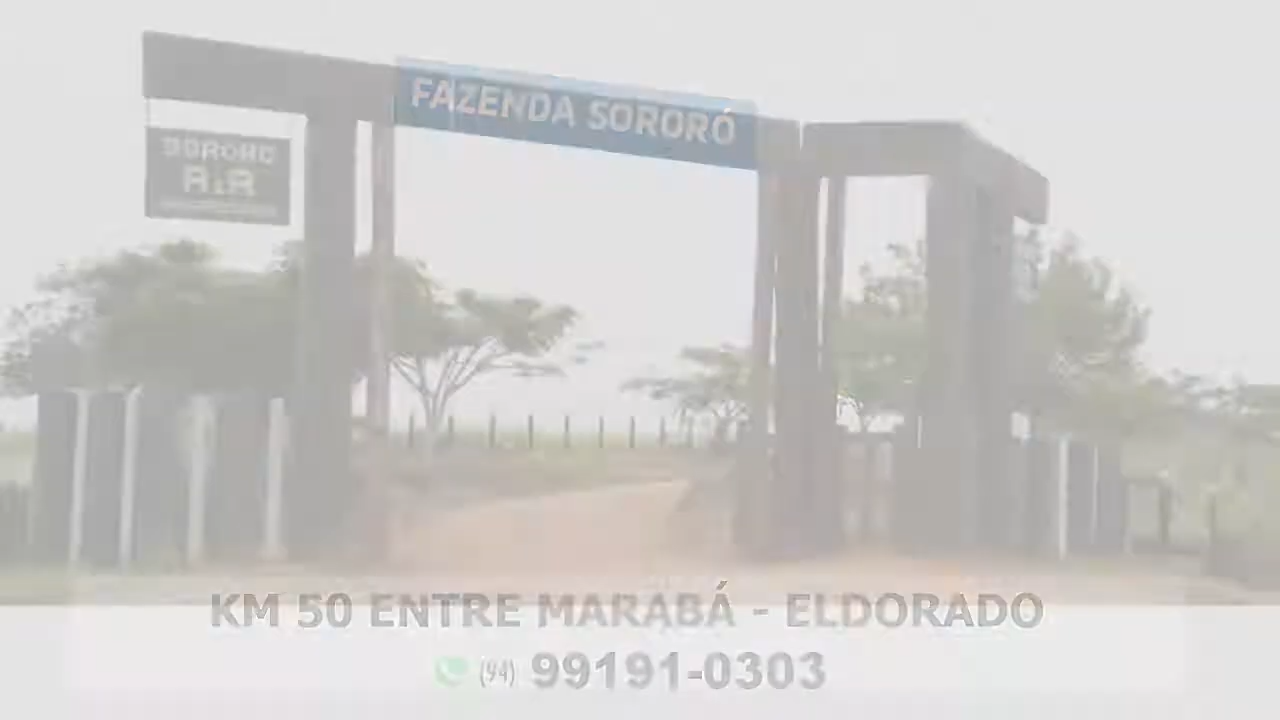 FAZENDA SORORÓ
SORORÓ
KM 50 ENTRE MARABÁ - ELDORADO
(94) 99191-0303